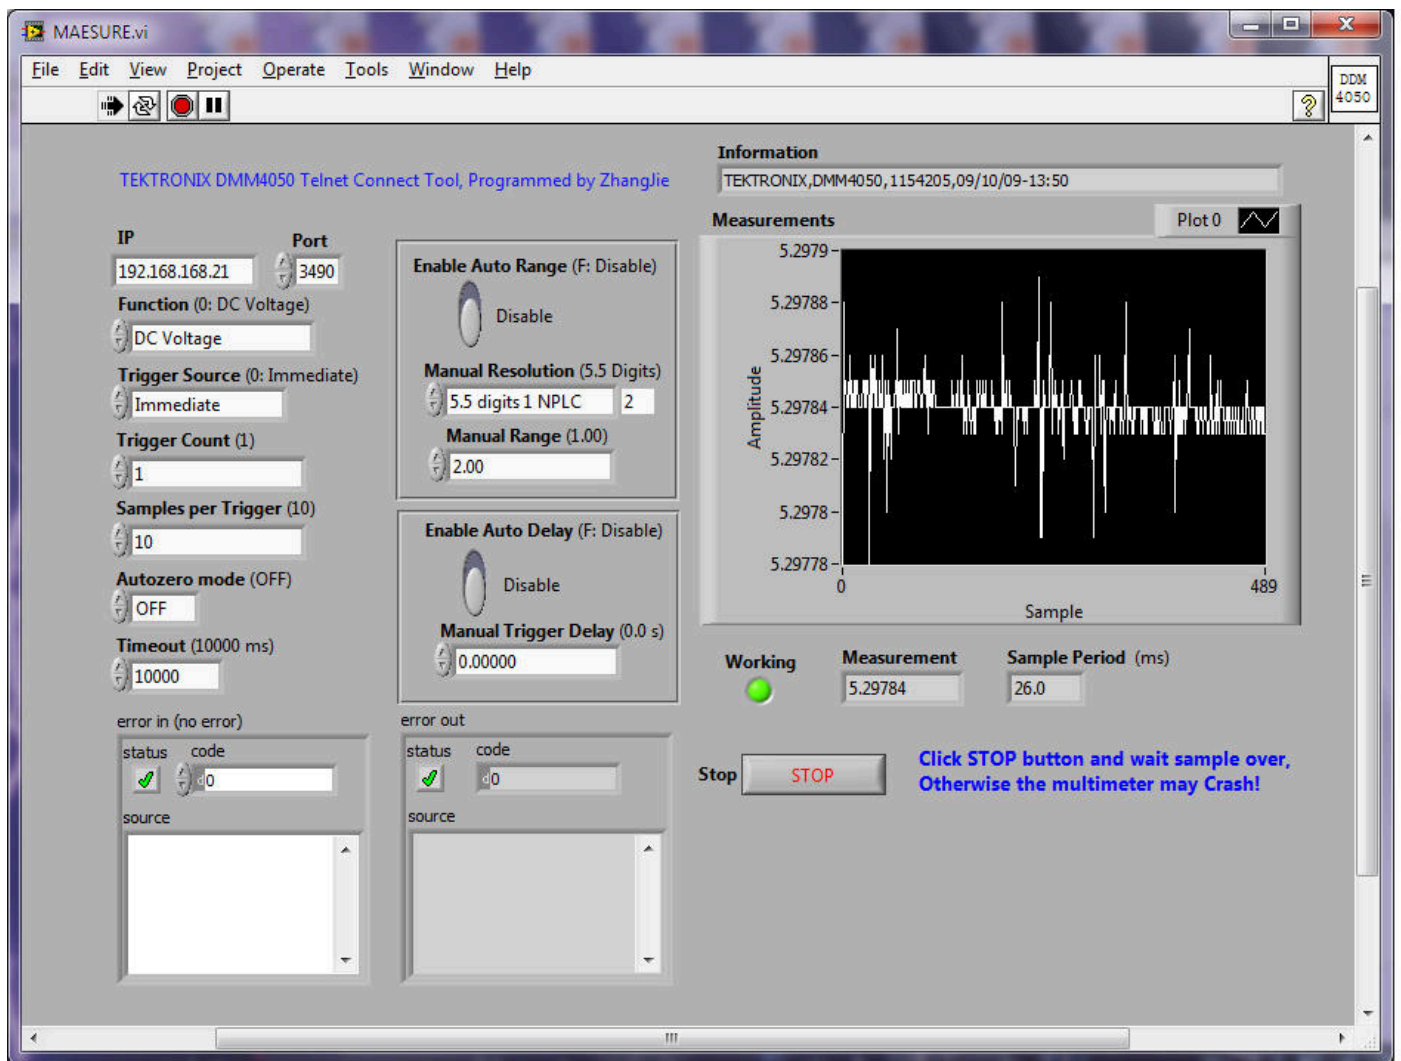 MAESURE.vi
File Edit View Project Operate Tools Window Help
DDM
4050
TEKTRONIX DMM4050 Telnet Connect Tool, Programmed by ZhangJie
Information
TEKTRONIX,DMM4050,1154205,09/10/09-13:50
IP Port
192.168.168.21 3490
Function (0: DC Voltage)
DC Voltage
Trigger Source (0: Immediate)
Immediate
Trigger Count (1)
1
Samples per Trigger (10)
10
Autozero mode (OFF)
OFF
Timeout (10000 ms)
10000
Enable Auto Range (F: Disable)
Disable
Manual Resolution (5.5 Digits)
5.5 digits 1 NPLC 2
Manual Range (1.00)
2.00
Enable Auto Delay (F: Disable)
Disable
Manual Trigger Delay (0.0 s)
0.00000
Measurements
Plot 0
5.2979
5.29788
5.29786
5.29784
5.29782
5.2978
5.29778
Amplitude
0 489
Sample
Working
Measurement
5.29784
Sample Period (ms)
26.0
error in (no error)
status code
d0
source
error out
status code
d0
source
Stop STOP
Click STOP button and wait sample over,
Otherwise the multimeter may Crash!